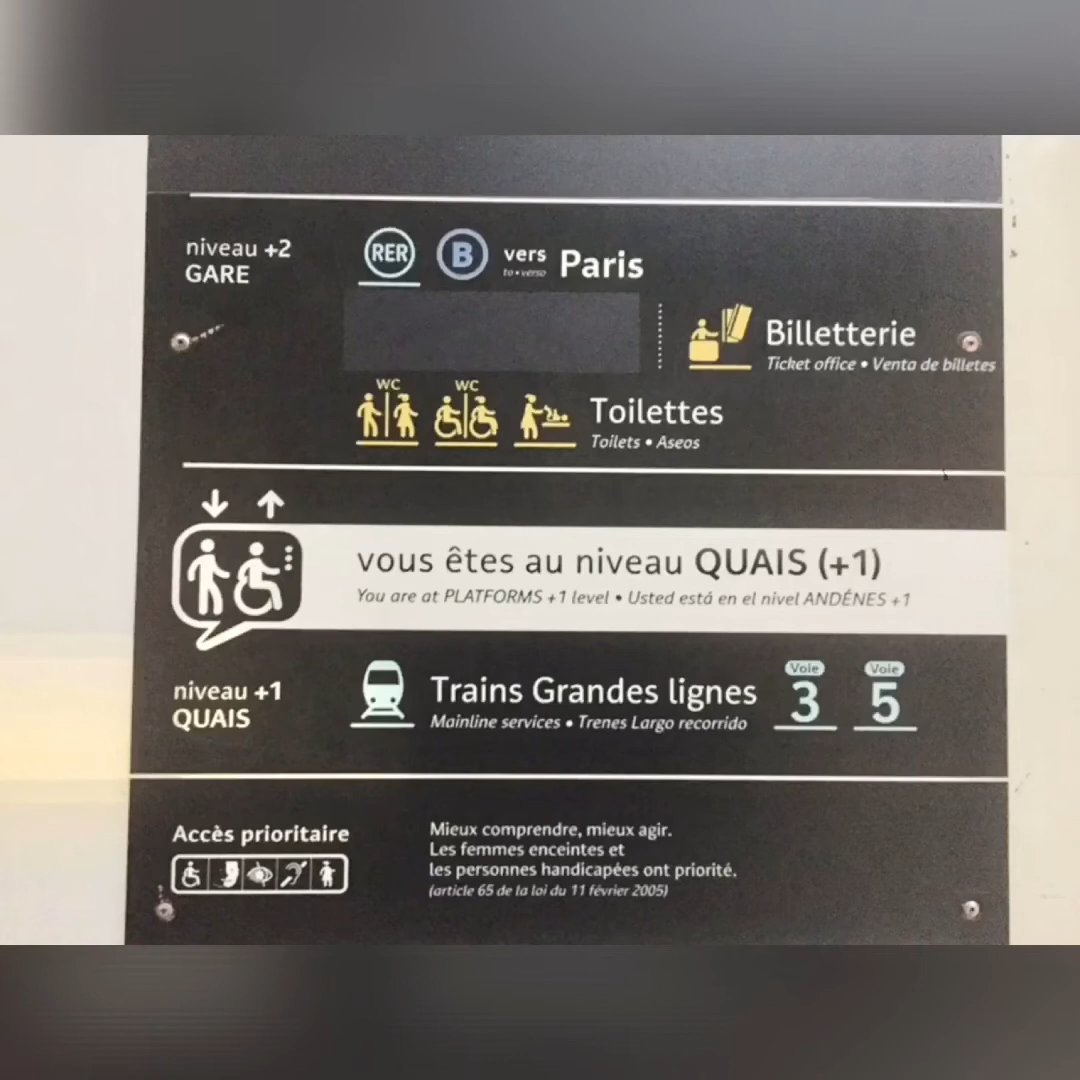 niveau +2
GARE
RER B vers Paris
to • verso
Billetterie
Ticket office • Venta de billetes
WC WC
Toilettes
Toilets • Aseos
vous êtes au niveau QUAIS (+1)
You are at PLATFORMS +1 level • Usted está en el nivel ANDÉNES +1
niveau +1
QUAIS
Trains Grandes lignes
Mainline services • Trenes Largo recorrido
Voie 3
Voie 5
Accès prioritaire
Mieux comprendre, mieux agir.
Les femmes enceintes et
les personnes handicapées ont priorité.
(article 65 de la loi du 11 février 2005)